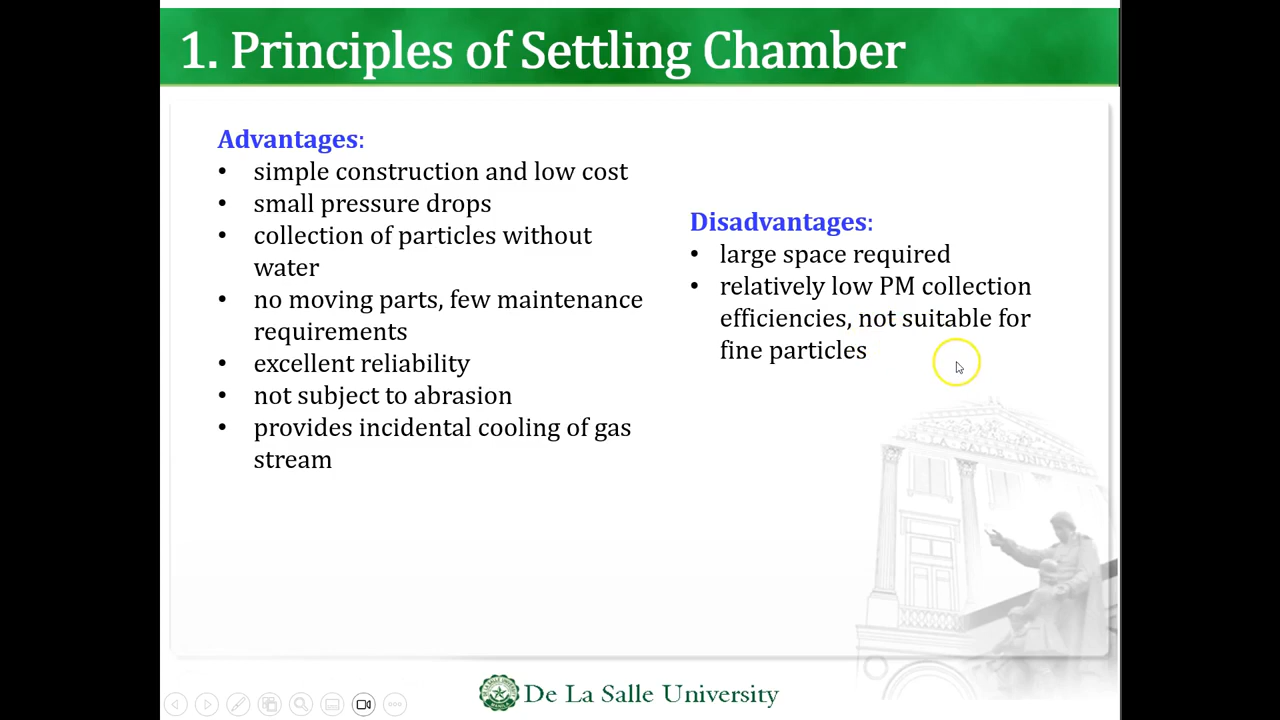 1. Principles of Settling Chamber
Advantages:
• simple construction and low cost
• small pressure drops
• collection of particles without
water
• no moving parts, few maintenance
requirements
• excellent reliability
• not subject to abrasion
• provides incidental cooling of gas
stream
Disadvantages:
• large space required
• relatively low PM collection
efficiencies, not suitable for
fine particles
De La Salle University